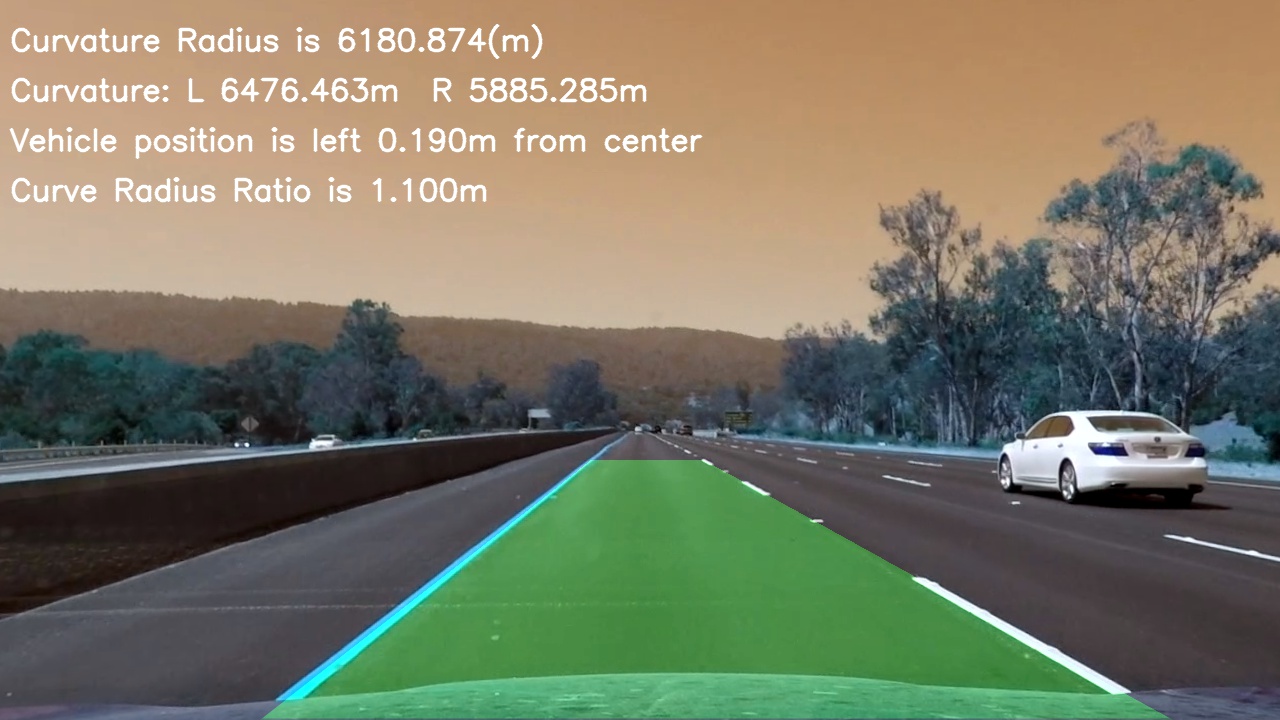 Curvature Radius is 6180.874(m)
Curvature: L 6476.463m R 5885.285m
Vehicle position is left 0.190m from center
Curve Radius Ratio is 1.100m